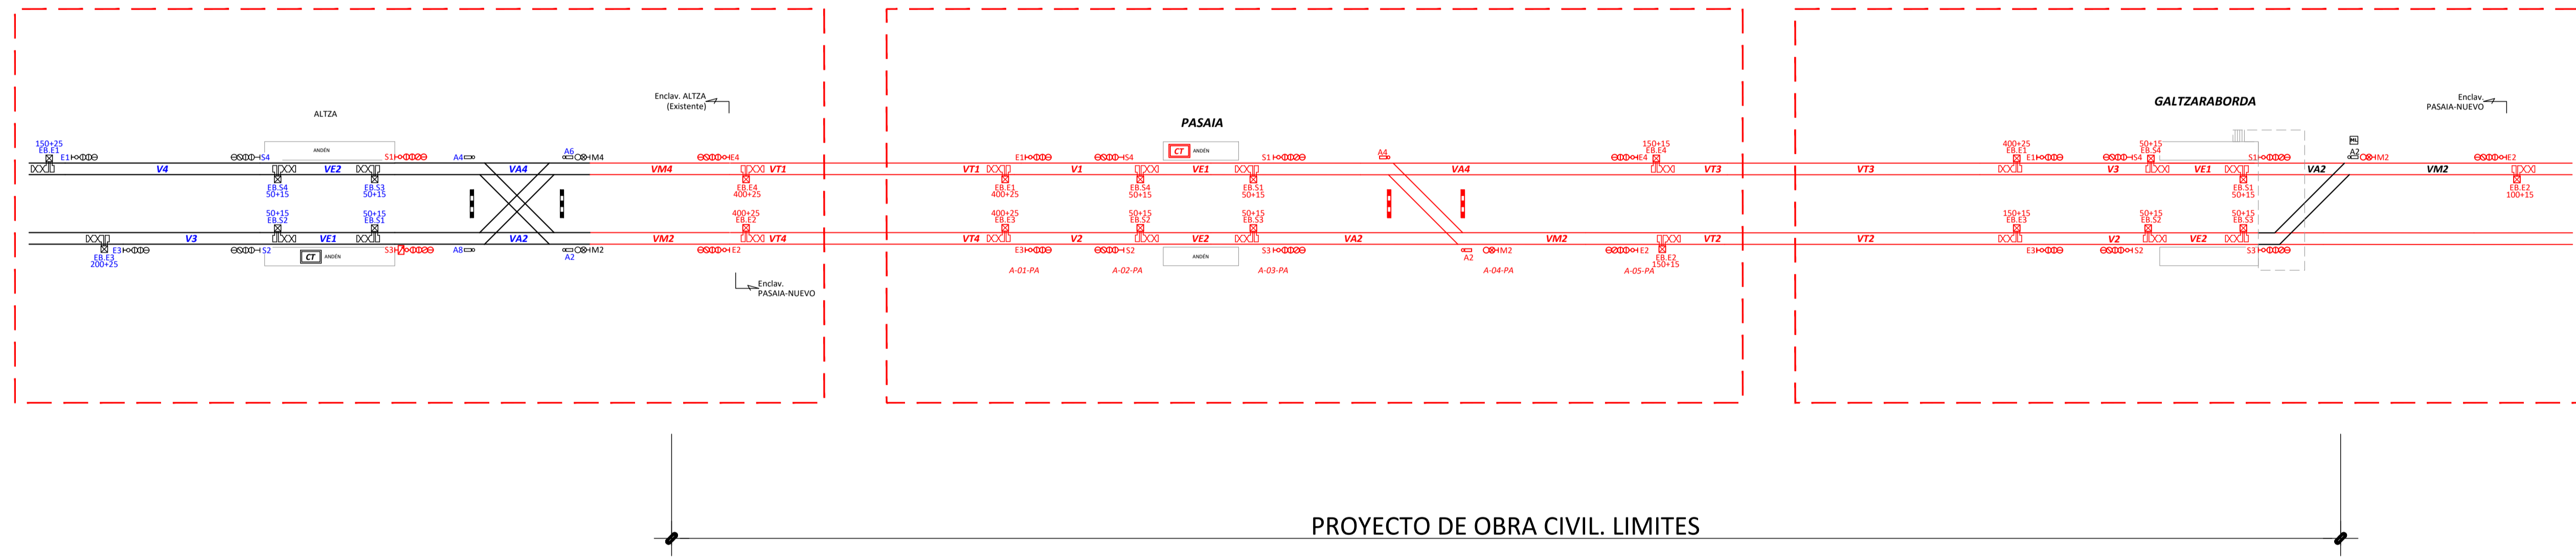 ALTZA
Enclav. ALTZA
(Existente)
150+25
EB.E1
E1
S4
ANDÉN
S1
A4
A6
M4
E4
V4
VE2
VA4
VM4
VT1
EB.S4
50+15
EB.S3
50+15
EB.E4
400+25
50+15
EB.S2
50+15
EB.S1
400+25
EB.E2
V3
VE1
VA2
VM2
VT4
E3
EB.E3
200+25
S2
CT
ANDÉN
S3
A8
A2
M2
E2
Enclav.
PASAIA-NUEVO
PASAIA
E1
S4
CT
ANDÉN
S1
A4
E4
150+15
EB.E4
VT1
V1
VE1
VA4
VT3
EB.E1
400+25
EB.S4
50+15
EB.S1
50+15
400+25
EB.E3
50+15
EB.S2
50+15
EB.S3
VT4
V2
VE2
VA2
VM2
VT2
E3
S2
ANDÉN
S3
A2
M2
E2
EB.E2
150+15
A-01-PA
A-02-PA
A-03-PA
A-04-PA
A-05-PA
GALTZARABORDA
Enclav.
PASAIA-NUEVO
400+25
EB.E1
E1
50+15
EB.S4
S4
S1
ML
A2
M2
E2
VT3
V3
VE1
VA2
VM2
EB.S1
50+15
EB.E2
100+15
150+15
EB.E3
50+15
EB.S2
50+15
EB.S3
VT2
V2
VE2
E3
S2
S3
PROYECTO DE OBRA CIVIL. LIMITES